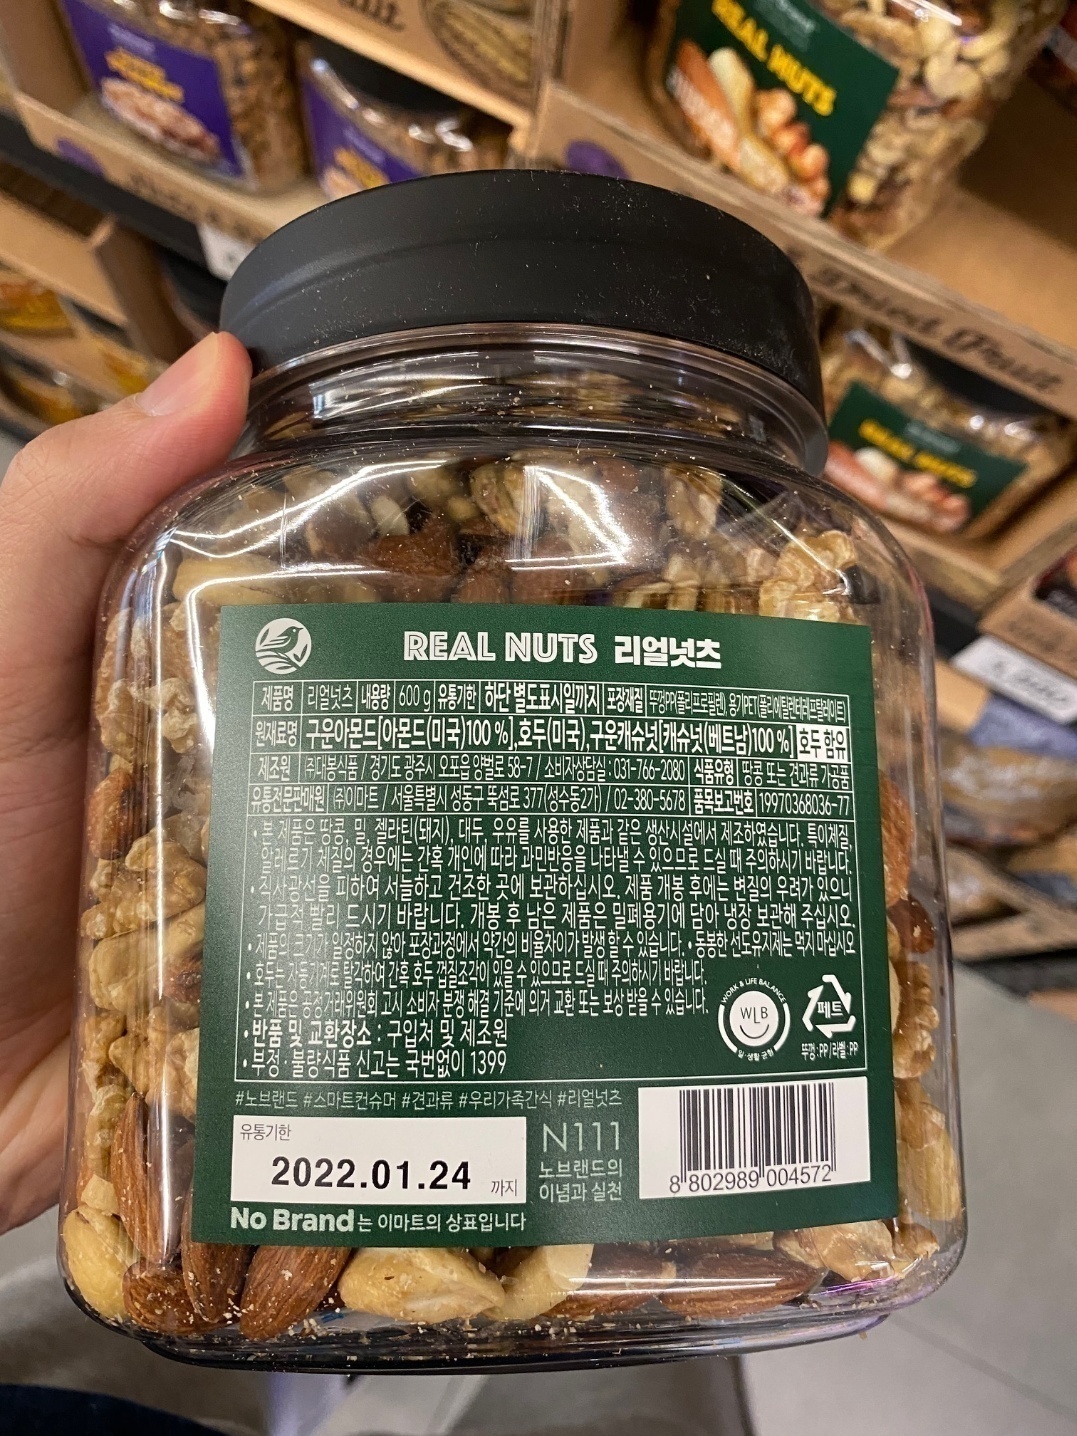 REAL NUTS
REAL NUTS
Dried Fruit
REAL NUTS 리얼넛츠
제품명 리얼넛츠 내용량 600 g 유통기한 하단 별도표시일까지 포장재질 뚜껑PP(폴리프로필렌), 용기PET(폴리에틸렌테레프탈레이트)
원재료명 구운아몬드[아몬드(미국)100 %], 호두(미국), 구운캐슈넛[캐슈넛(베트남)100 %] 호두 함유
제조원 (주)대봉식품 / 경기도 광주시 오포읍 양벌로 58-7 / 소비자상담실 : 031-766-2080 식품유형 땅콩 또는 견과류 가공품
유통전문판매원 (주)이마트 / 서울특별시 성동구 뚝섬로 377(성수동2가) / 02-380-5678 품목보고번호 19970368036-77
• 본 제품은 땅콩, 밀, 젤라틴(돼지), 대두, 우유를 사용한 제품과 같은 생산시설에서 제조하였습니다. 특이체질,
알레르기 체질의 경우에는 간혹 개인에 따라 과민반응을 나타낼 수 있으므로 드실 때 주의하시기 바랍니다.
• 직사광선을 피하여 서늘하고 건조한 곳에 보관하십시오. 제품 개봉 후에는 변질의 우려가 있으니
가급적 빨리 드시기 바랍니다. 개봉 후 남은 제품은 밀폐용기에 담아 냉장 보관해 주십시오.
• 제품의 크기가 일정하지 않아 포장과정에서 약간의 비율차이가 발생 할 수 있습니다. • 동봉한 선도유지제는 먹지 마십시오
• 호두는 자동기계로 탈각하여 간혹 호두 껍질조각이 있을 수 있으므로 드실 때 주의하시기 바랍니다.
• 본 제품은 공정거래위원회 고시 소비자 분쟁 해결 기준에 의거 교환 또는 보상 받을 수 있습니다.
• 반품 및 교환장소 : 구입처 및 제조원
• 부정 · 불량식품 신고는 국번없이 1399
WORK & LIFE BALANCE
WLB
일·생활 균형
페트
뚜껑:PP/라벨:PP
#노브랜드 #스마트컨슈머 #견과류 #우리가족간식 #리얼넛츠
유통기한
2022.01.24 까지
N111
노브랜드의
이념과 실천
8 802989 004572
No Brand는 이마트의 상표입니다